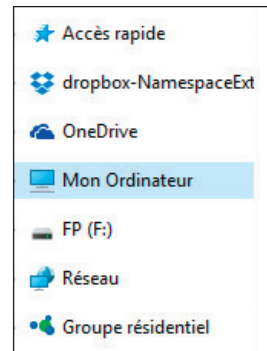 Accès rapide
dropbox-NamespaceExt
OneDrive
Mon Ordinateur
FP (F:)
Réseau
Groupe résidentiel